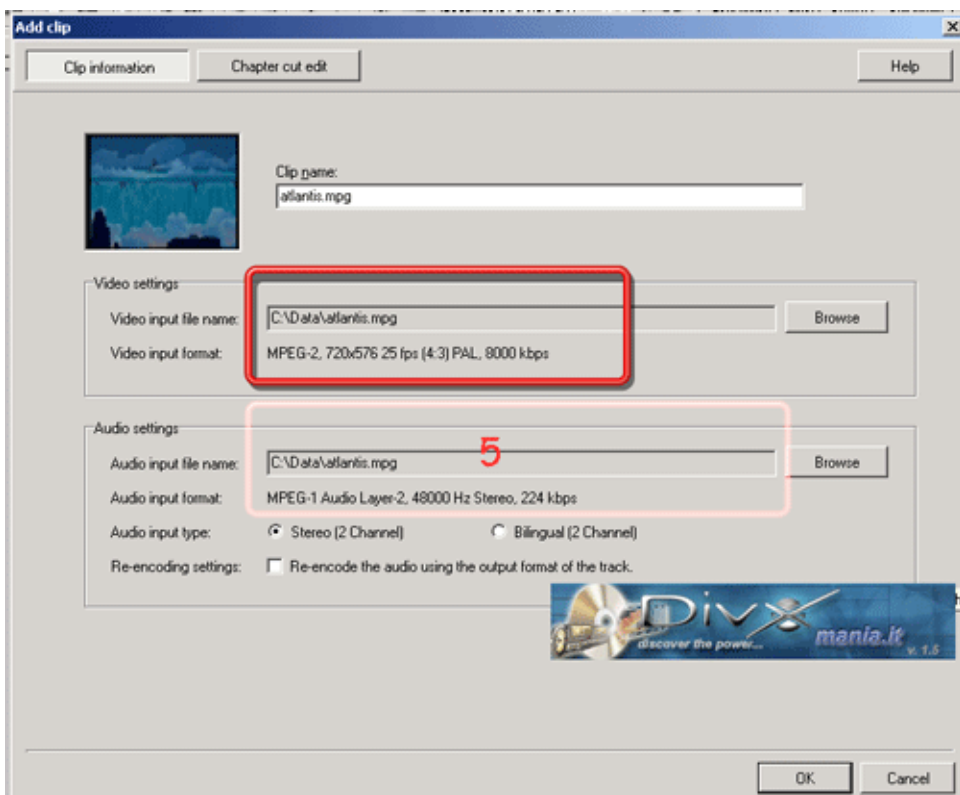 Add clip
Clip information Chapter cut edit Help
Clip name:
atlantis.mpg
Video settings
Video input file name: C:\Data\atlantis.mpg Browse
Video input format: MPEG-2, 720x576 25 fps (4:3) PAL, 8000 kbps
Audio settings
5
Audio input file name: C:\Data\atlantis.mpg Browse
Audio input format: MPEG-1 Audio Layer-2, 48000 Hz Stereo, 224 kbps
Audio input type: Stereo (2 Channel) Bilingual (2 Channel)
Re-encoding settings: Re-encode the audio using the output format of the track.
DivX
mania.it
discover the power...
v. 1.5
OK Cancel